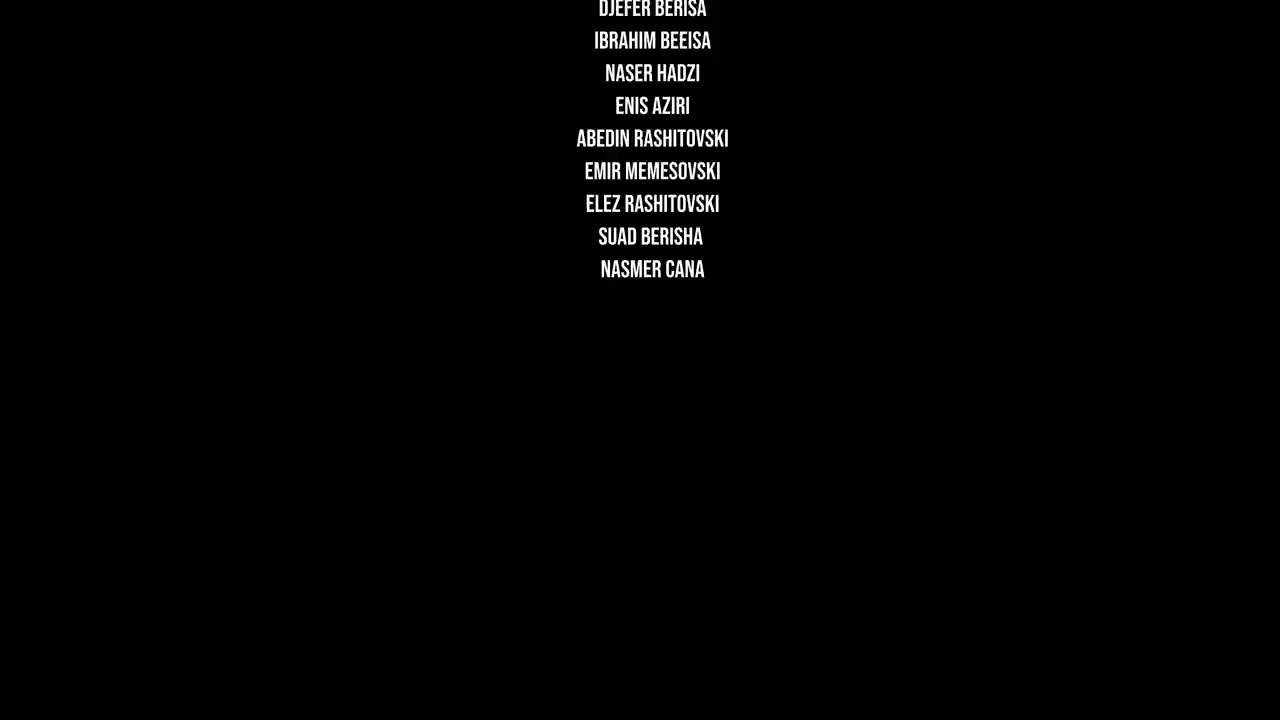 DJEFER BERISA
IBRAHIM BEEISA
NASER HADZI
ENIS AZIRI
ABEDIN RASHITOVSKI
EMIR MEMESOVSKI
ELEZ RASHITOVSKI
SUAD BERISHA
NASMER CANA